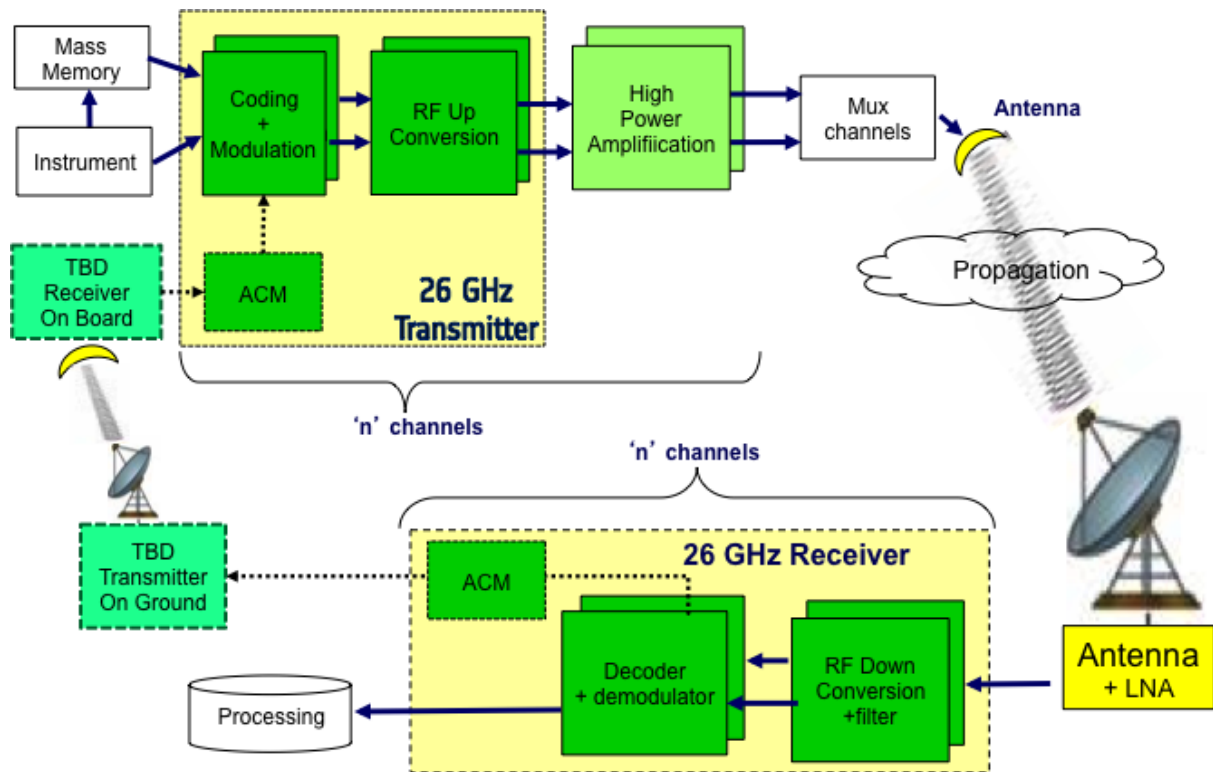 Mass
Memory
Instrument
Coding
+
Modulation
RF Up
Conversion
High
Power
Amplifiication
Mux
channels
Antenna
TBD
Receiver
On Board
ACM
26 GHz
Transmitter
Propagation
‘n’ channels
‘n’ channels
TBD
Transmitter
On Ground
26 GHz Receiver
ACM
Decoder
+ demodulator
RF Down
Conversion
+filter
Antenna
+ LNA
Processing